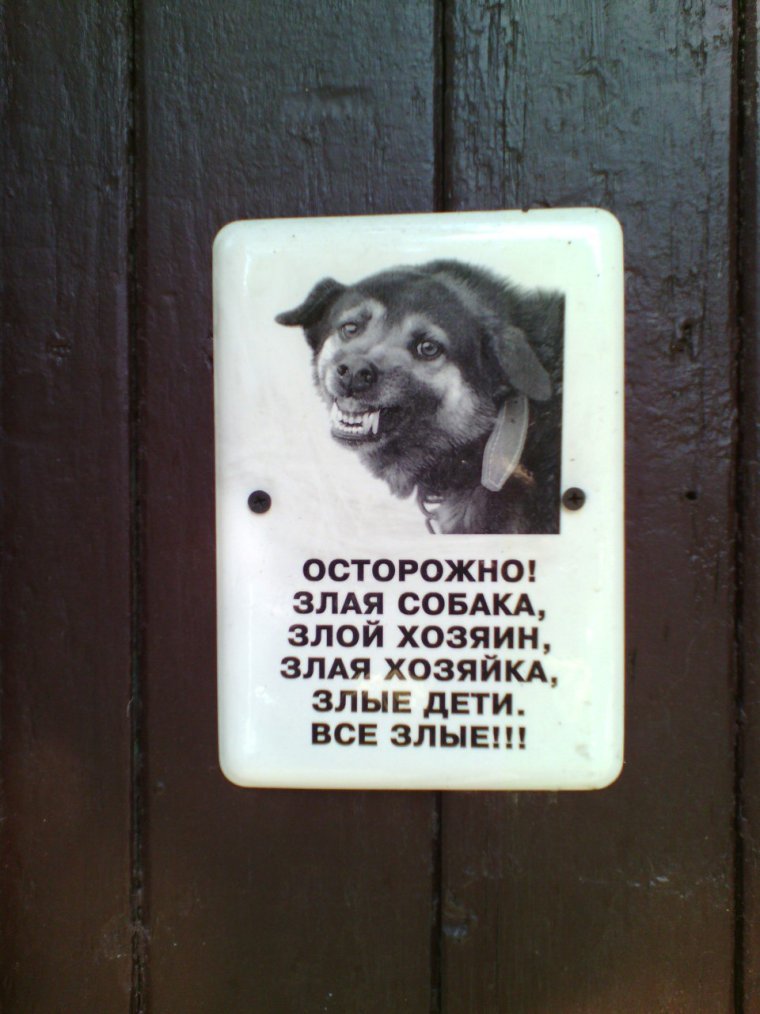 ОСТОРОЖНО!
ЗЛАЯ СОБАКА,
ЗЛОЙ ХОЗЯИН,
ЗЛАЯ ХОЗЯЙКА,
ЗЛЫЕ ДЕТИ.
ВСЕ ЗЛЫЕ!!!